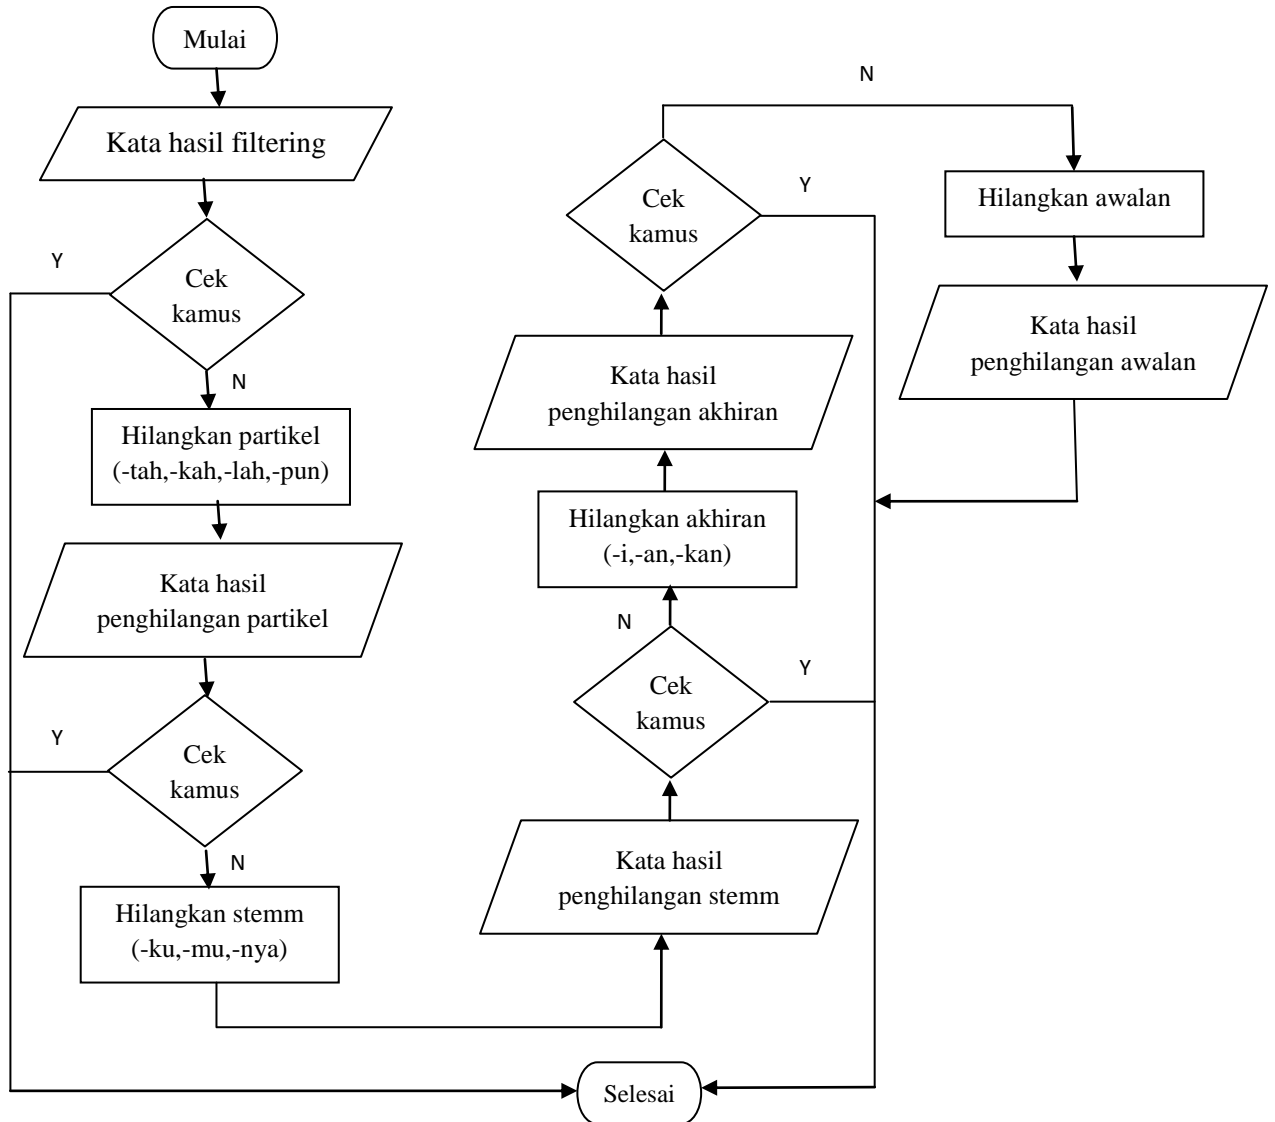 Mulai
Kata hasil filtering
Y
Cek
kamus
N
Hilangkan partikel
(-tah,-kah,-lah,-pun)
Kata hasil
penghilangan partikel
Y
Cek
kamus
N
Hilangkan stemm
(-ku,-mu,-nya)
Kata hasil
penghilangan stemm
Cek
kamus
Y
N
Hilangkan akhiran
(-i,-an,-kan)
Kata hasil
penghilangan akhiran
Cek
kamus
Y
N
Hilangkan awalan
Kata hasil
penghilangan awalan
Selesai